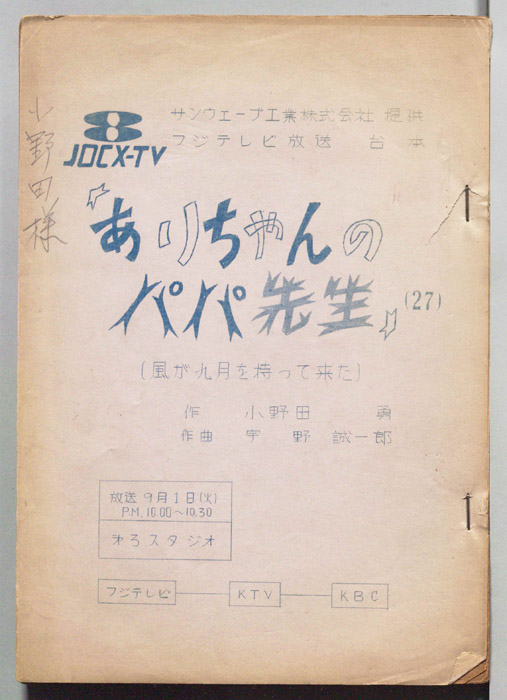 小野田様
8
JOCX-TV
サンウェーブ工業株式会社 提供
フジテレビ放送 台本
『ありちゃんの
パパ先生』(27)
(風が九月を持って来た)
作 小野田 勇
作曲 宇野 誠一郎
放送9月1日(火)
P.M. 10.00~10.30
才3スタジオ
フジテレビ KTV KBC